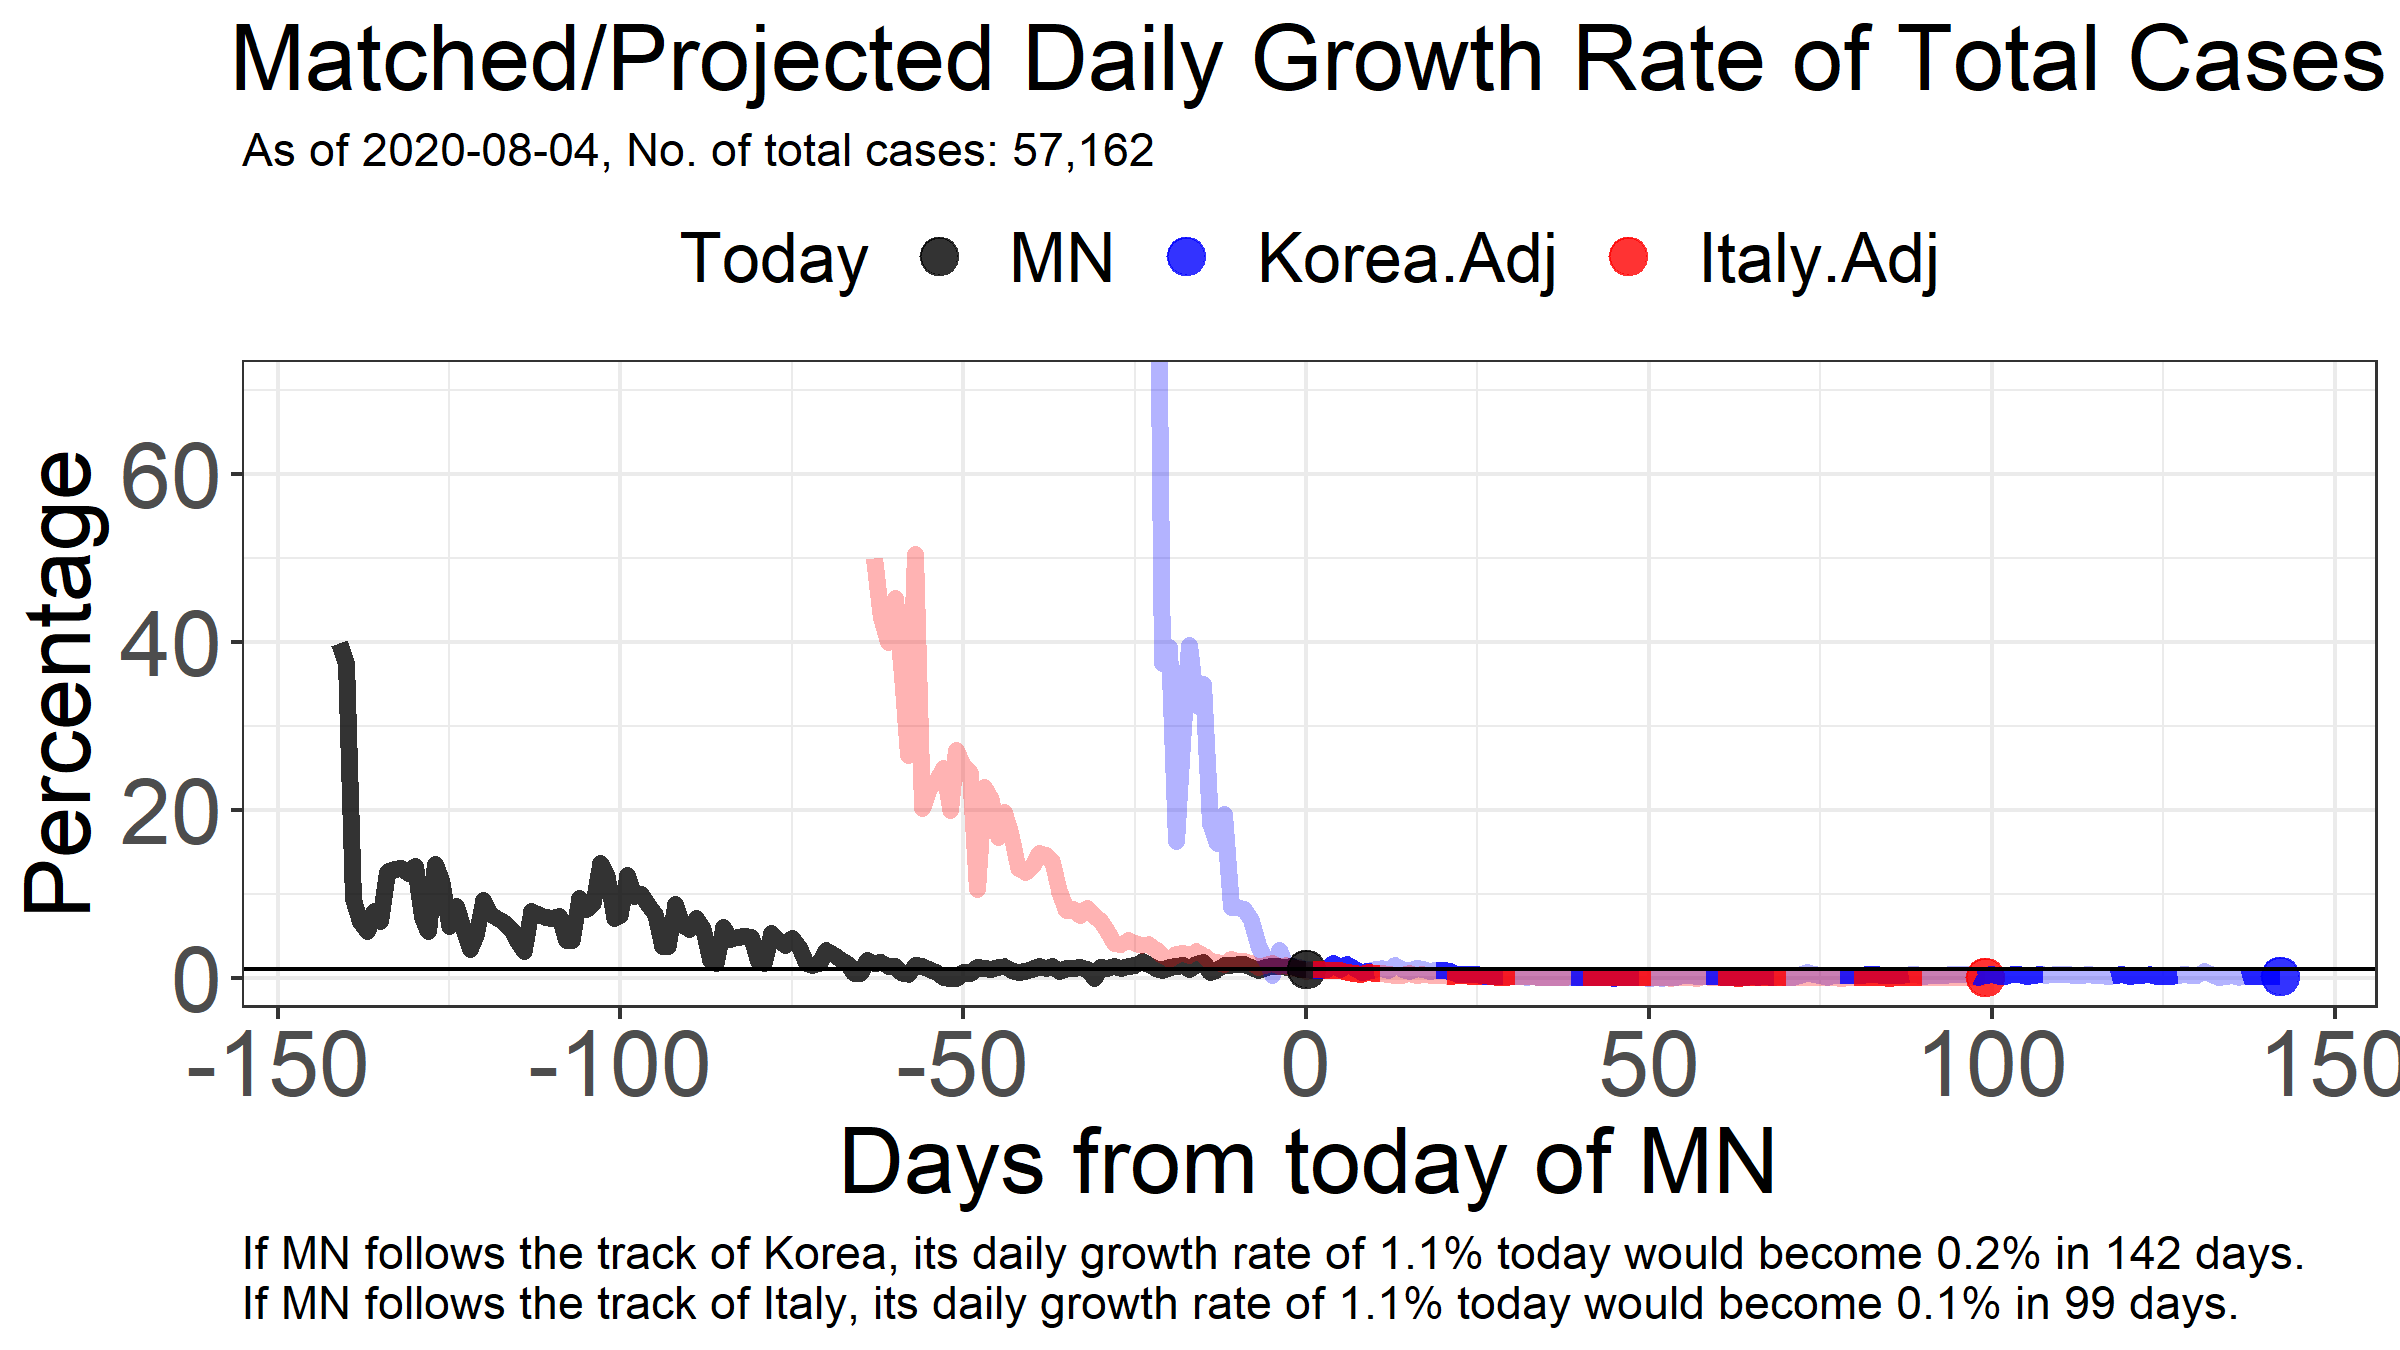 Matched/Projected Daily Growth Rate of Total Cases
As of 2020-08-04, No. of total cases: 57,162
Today MN Korea.Adj Italy.Adj
Percentage
60
40
20
0
-150 -100 -50 0 50 100 150
Days from today of MN
If MN follows the track of Korea, its daily growth rate of 1.1% today would become 0.2% in 142 days.
If MN follows the track of Italy, its daily growth rate of 1.1% today would become 0.1% in 99 days.